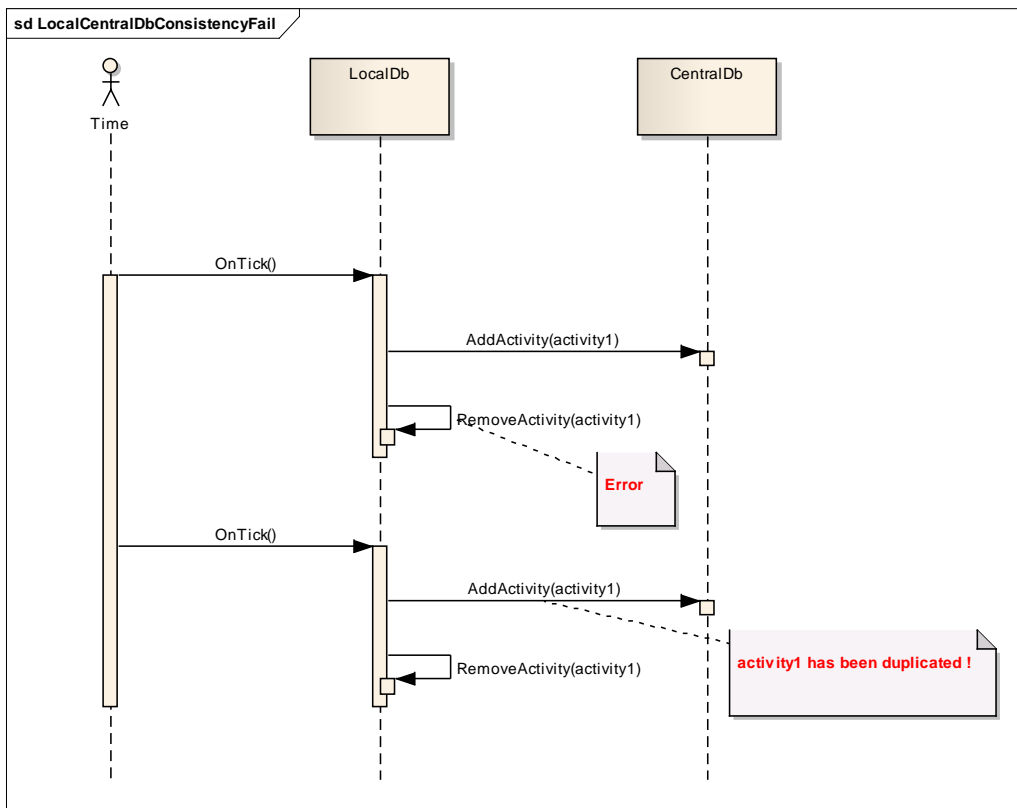 sd LocalCentralDbConsistencyFail
Time
LocalDb
CentralDb
OnTick()
AddActivity(activity1)
RemoveActivity(activity1)
Error
OnTick()
AddActivity(activity1)
activity1 has been duplicated !
RemoveActivity(activity1)